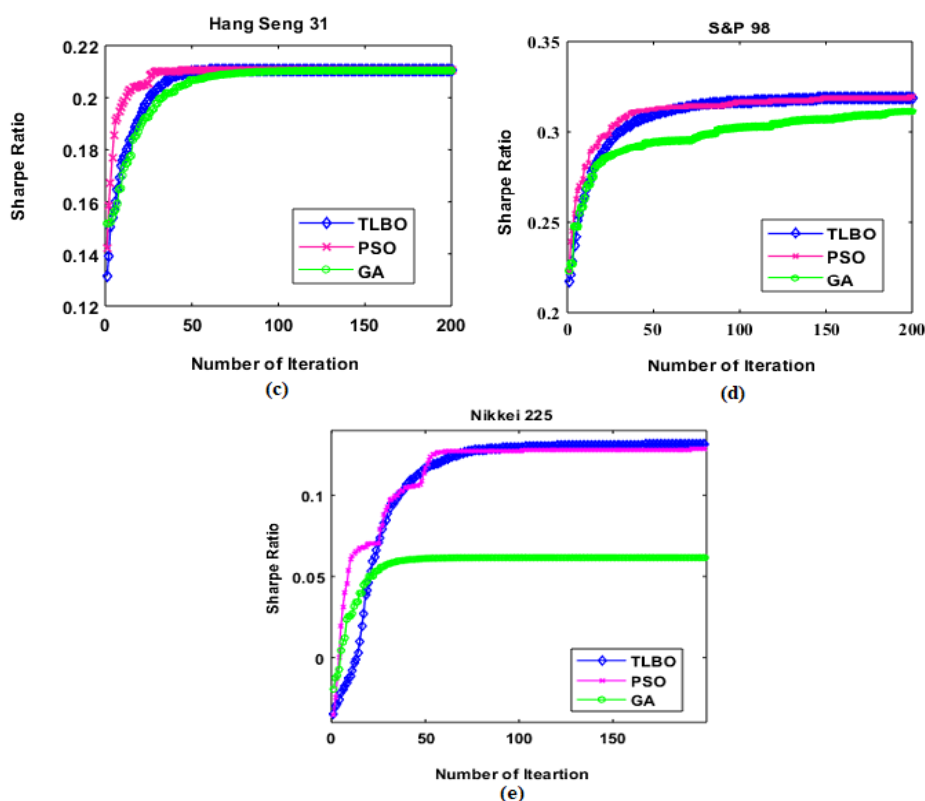 Hang Seng 31
0.22
0.2
0.18
0.16
0.14
0.12
Sharpe Ratio
TLBO
PSO
GA
0
50
100
150
200
Number of Iteration
(c)
S&P 98
0.35
0.3
0.25
0.2
Sharpe Ratio
TLBO
PSO
GA
0
50
100
150
200
Number of Iteration
(d)
Nikkei 225
0.1
0.05
0
Sharpe Ratio
TLBO
PSO
GA
0
50
100
150
Number of Iteartion
(e)